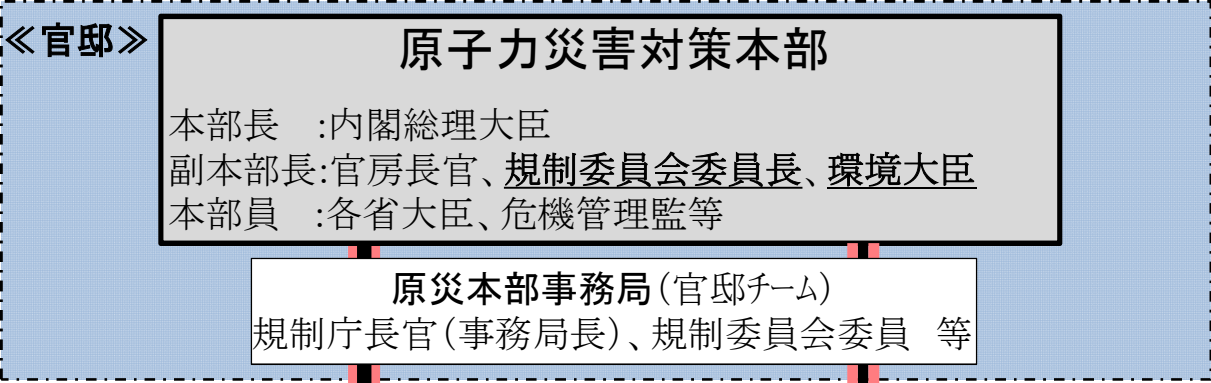 ≪官邸≫
原子力災害対策本部
本部長　:内閣総理大臣
副本部長:官房長官、規制委員会委員長、環境大臣
本部員　:各省大臣、危機管理監等
原災本部事務局(官邸チーム)
規制庁長官(事務局長)、規制委員会委員　等